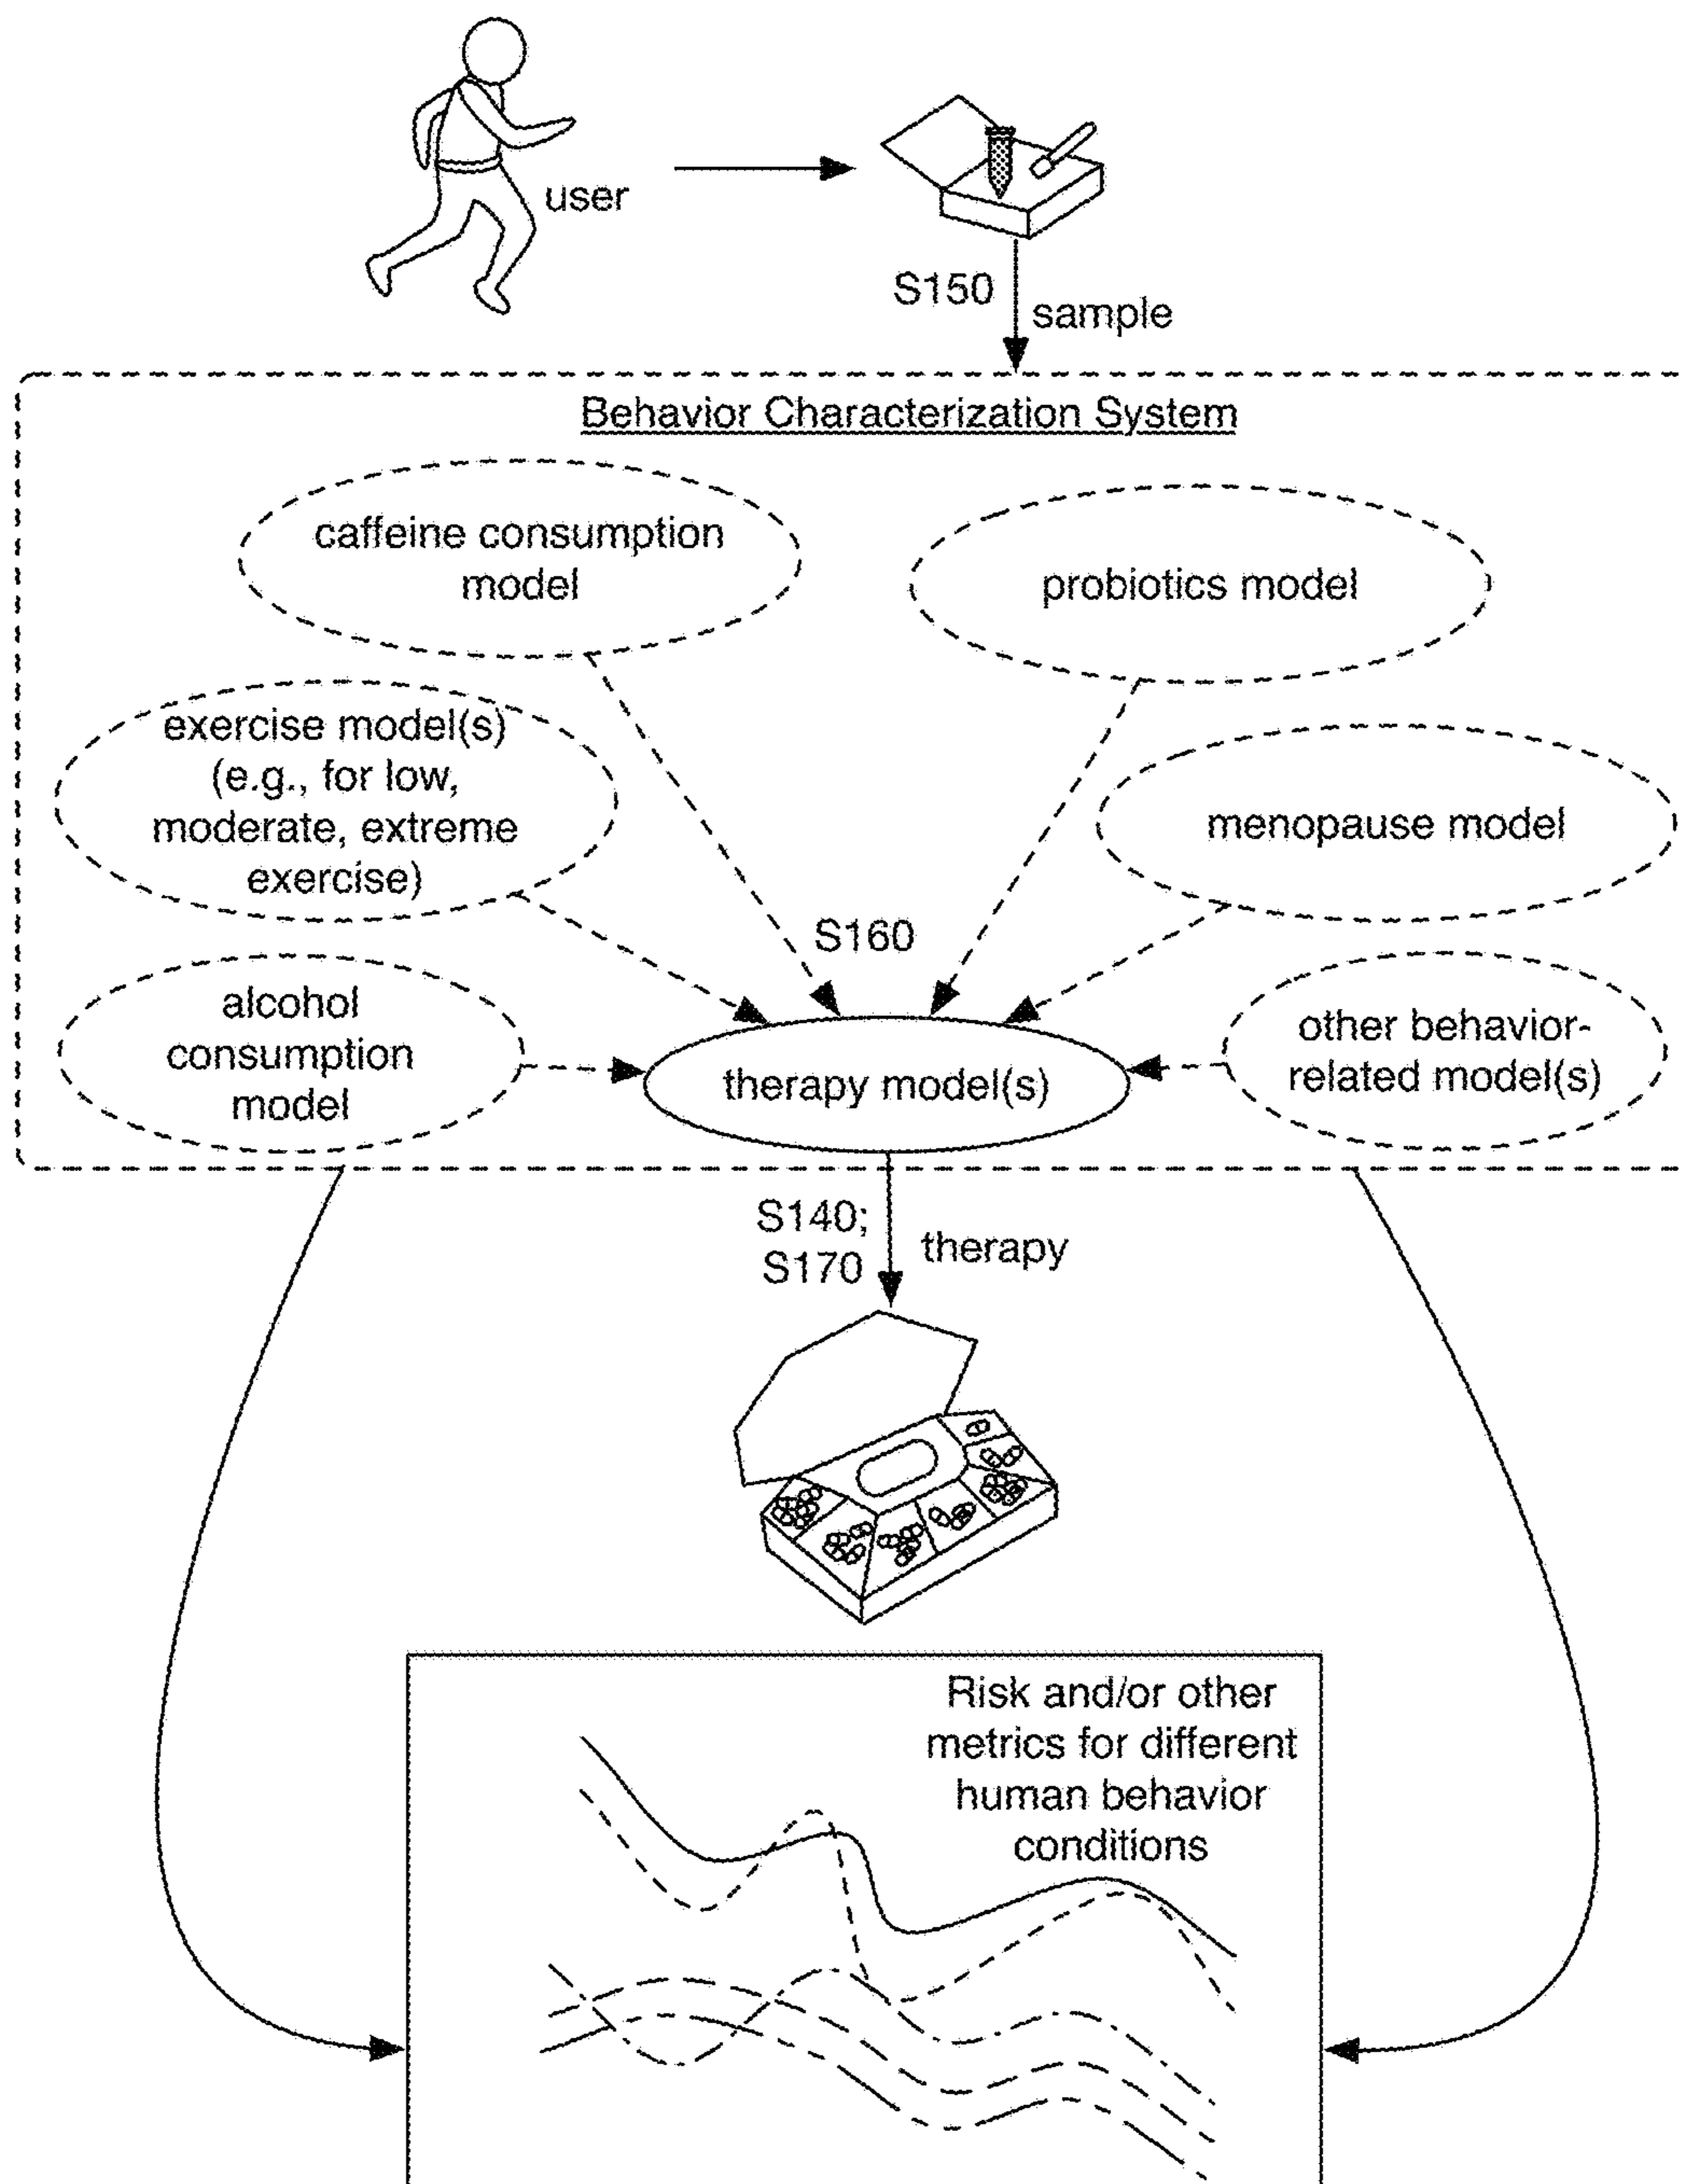 user
S150
sample
Behavior Characterization System
caffeine consumption
model
probiotics model
exercise model(s)
(e.g., for low,
moderate, extreme
exercise)
menopause model
S160
alcohol
consumption
model
therapy model(s)
other behavior-
related model(s)
S140;
S170
therapy
Risk and/or other
metrics for different
human behavior
conditions